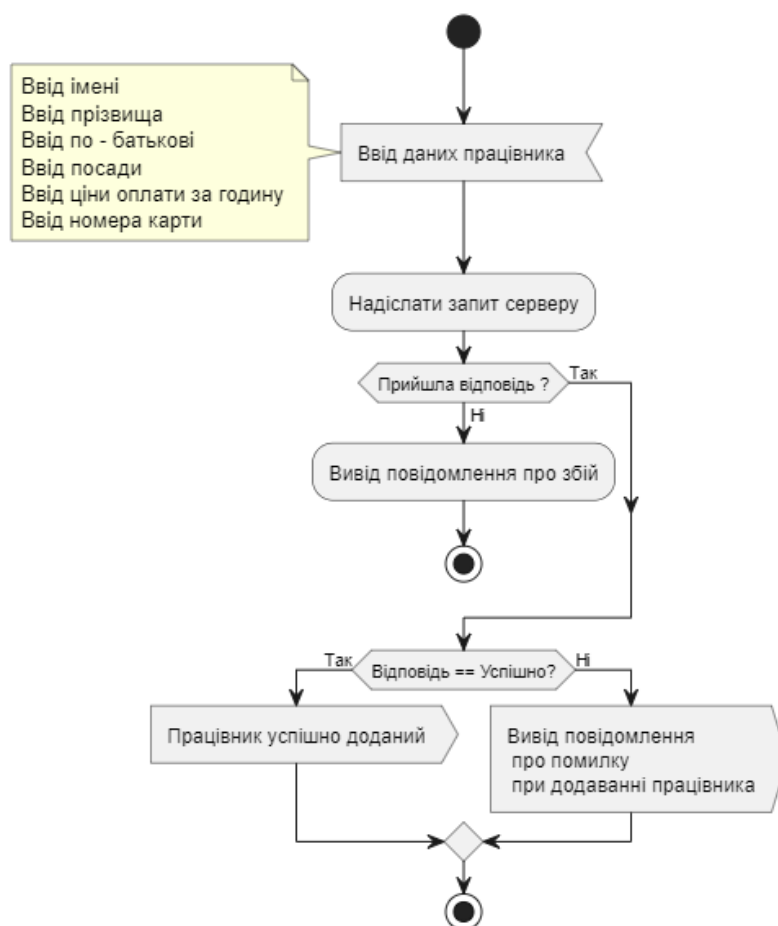 Ввід імені
Ввід прізвища
Ввід по - батькові
Ввід посади
Ввід ціни оплати за годину
Ввід номера карти
Ввід даних працівника
Надіслати запит серверу
Прийшла відповідь ?
Так
Ні
Вивід повідомлення про збій
Так
Відповідь == Успішно?
Ні
Працівник успішно доданий
Вивід повідомлення
про помилку
при додаванні працівника